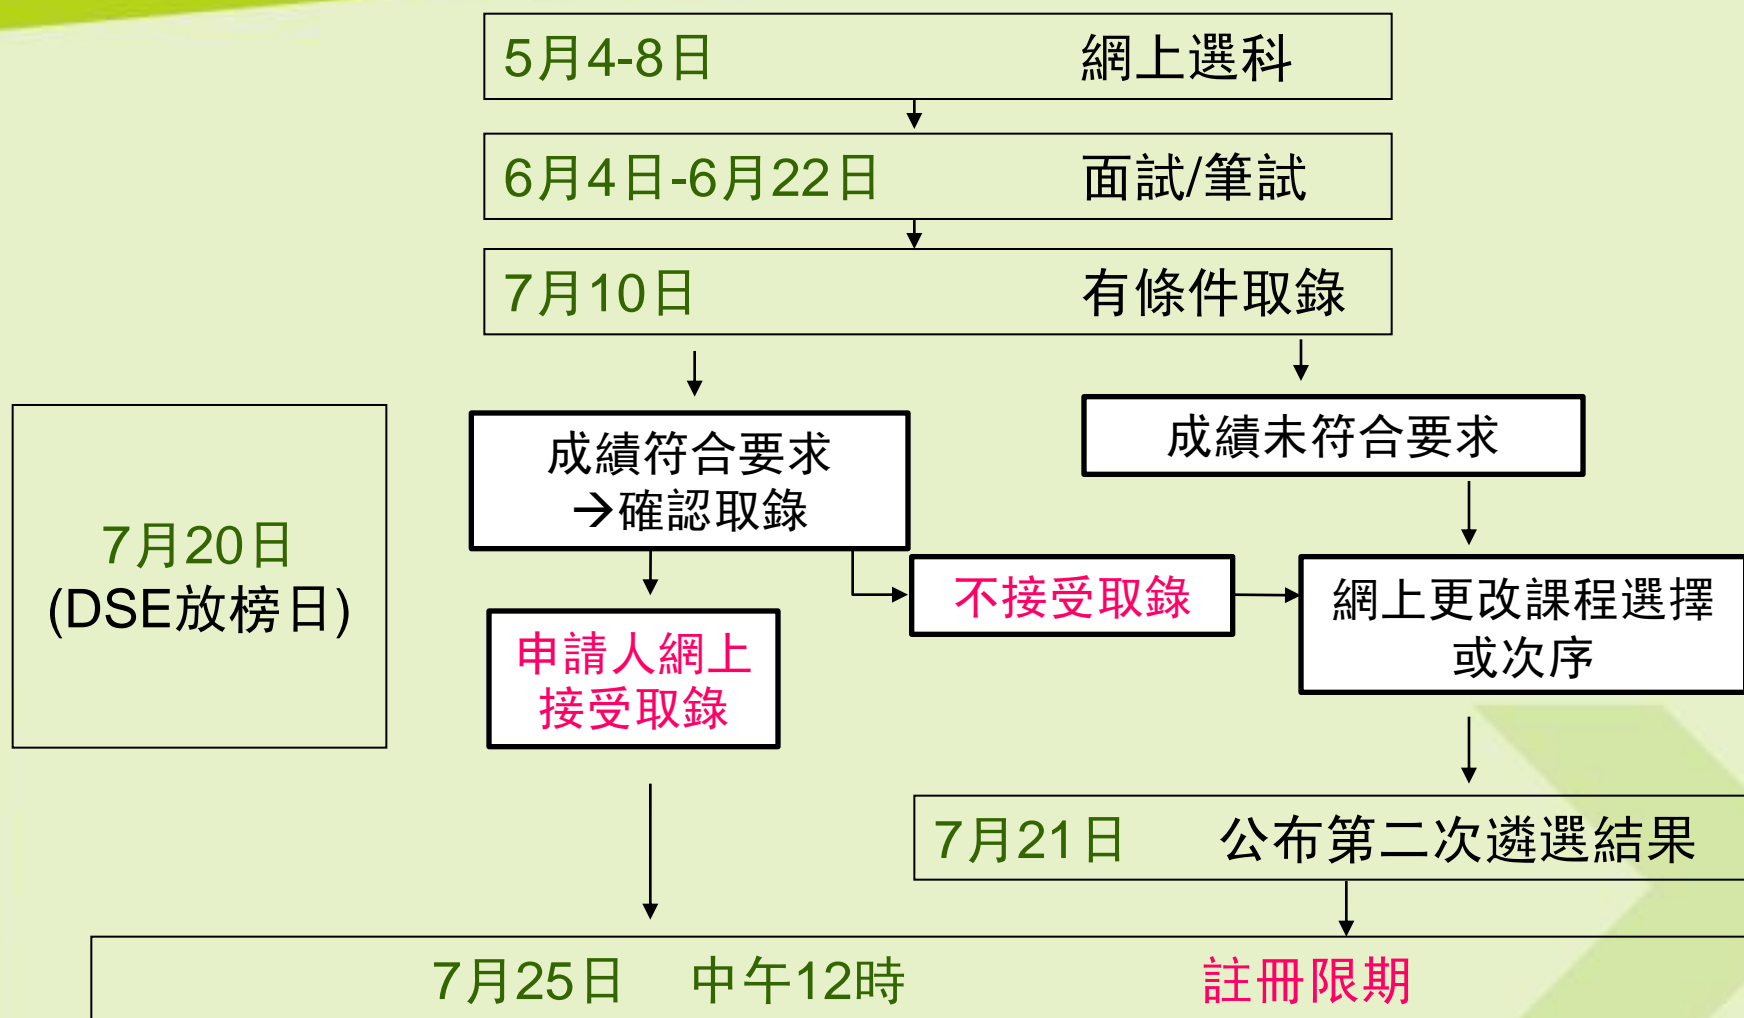 5月4-8日 網上選科
6月4日-6月22日 面試/筆試
7月10日 有條件取錄
7月20日
(DSE放榜日)
成績符合要求
→確認取錄
成績未符合要求
不接受取錄
網上更改課程選擇
或次序
申請人網上
接受取錄
7月21日 公布第二次遴選結果
7月25日 中午12時 註冊限期